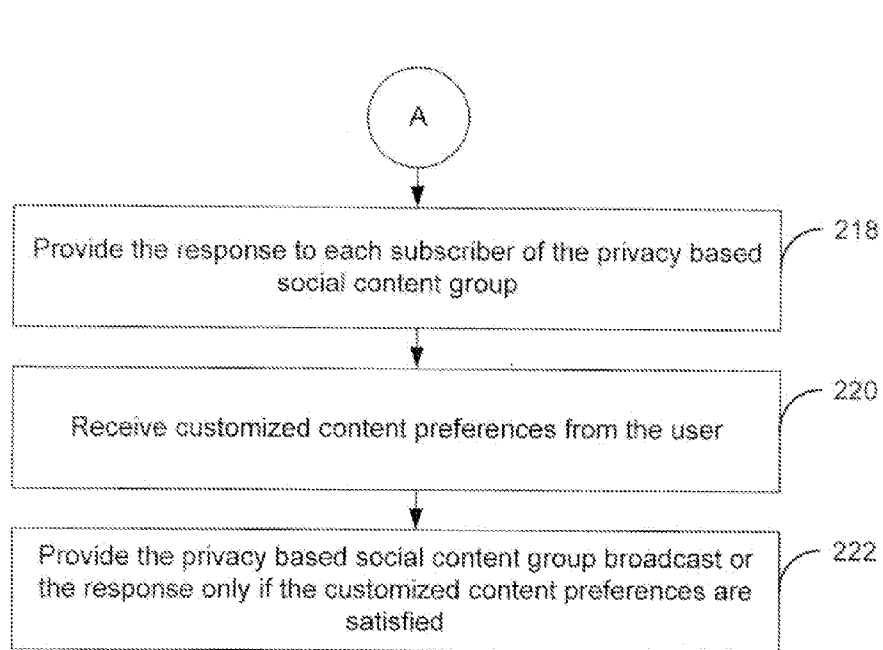 A
Provide the response to each subscriber of the privacy based
social content group
218
Receive customized content preferences from the user
220
Provide the privacy based social content group broadcast or
the response only if the customized content preferences are
satisfied
222